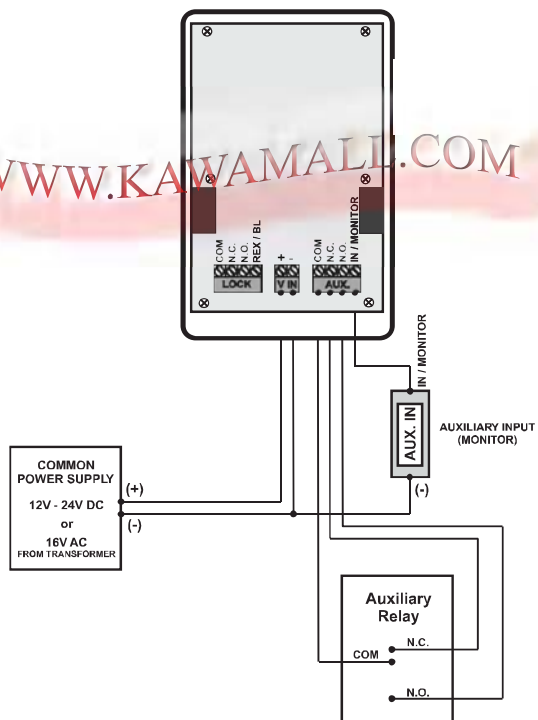 WWW.KAWAMALL.COM
COM
N.C.
N.O.
REX / BL
+
-
COM
N.C.
N.O.
IN / MONITOR
LOCK
V IN
AUX.
IN / MONITOR
AUX. IN
AUXILIARY INPUT
(MONITOR)
(-)
COMMON
POWER SUPPLY
12V - 24V DC
or
16V AC
FROM TRANSFORMER
(+)
(-)
Auxiliary
Relay
N.C.
COM
N.O.